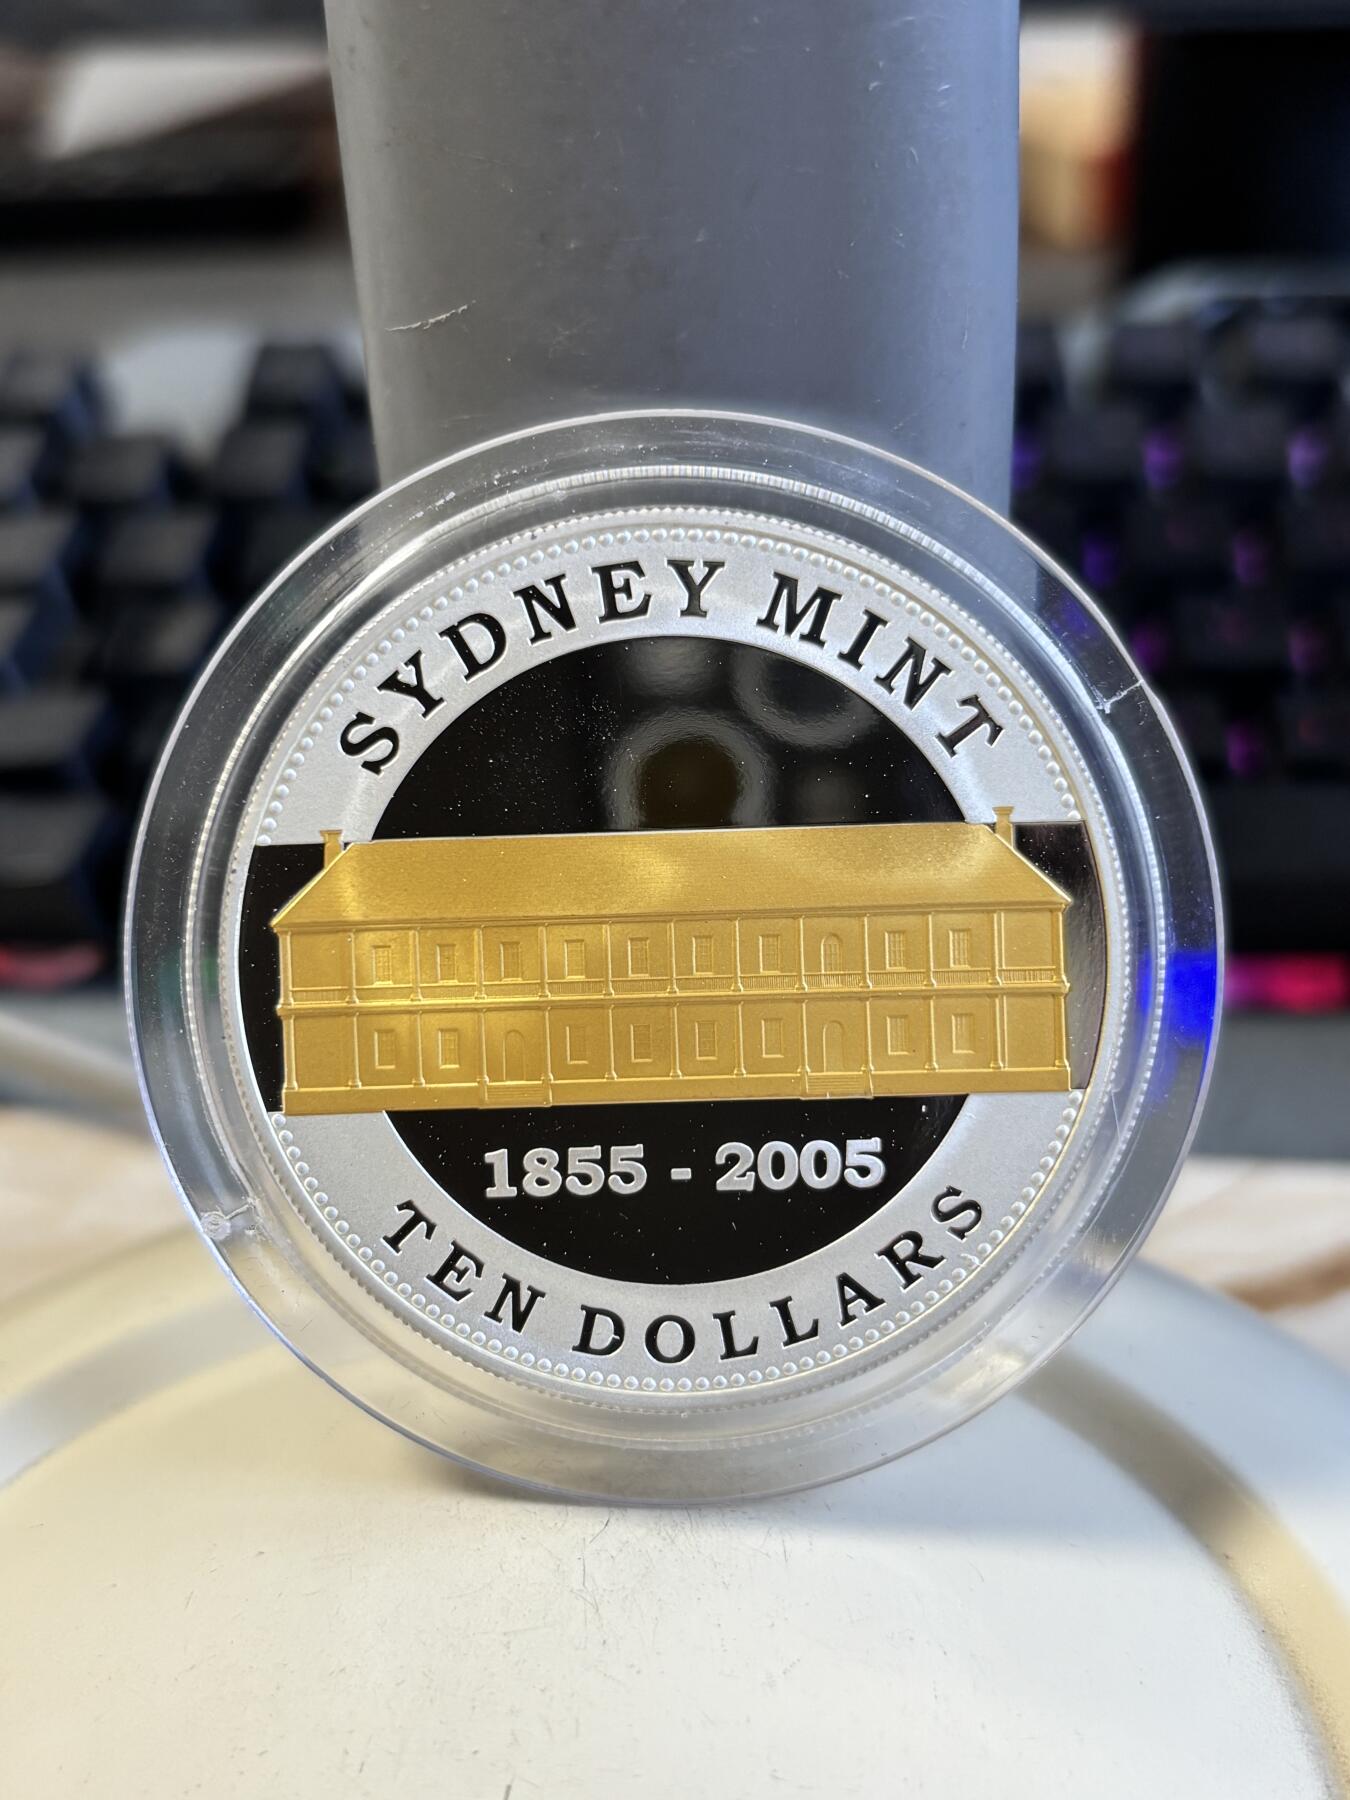 SYDNEY MINT
1855 - 2005
TEN DOLLARS